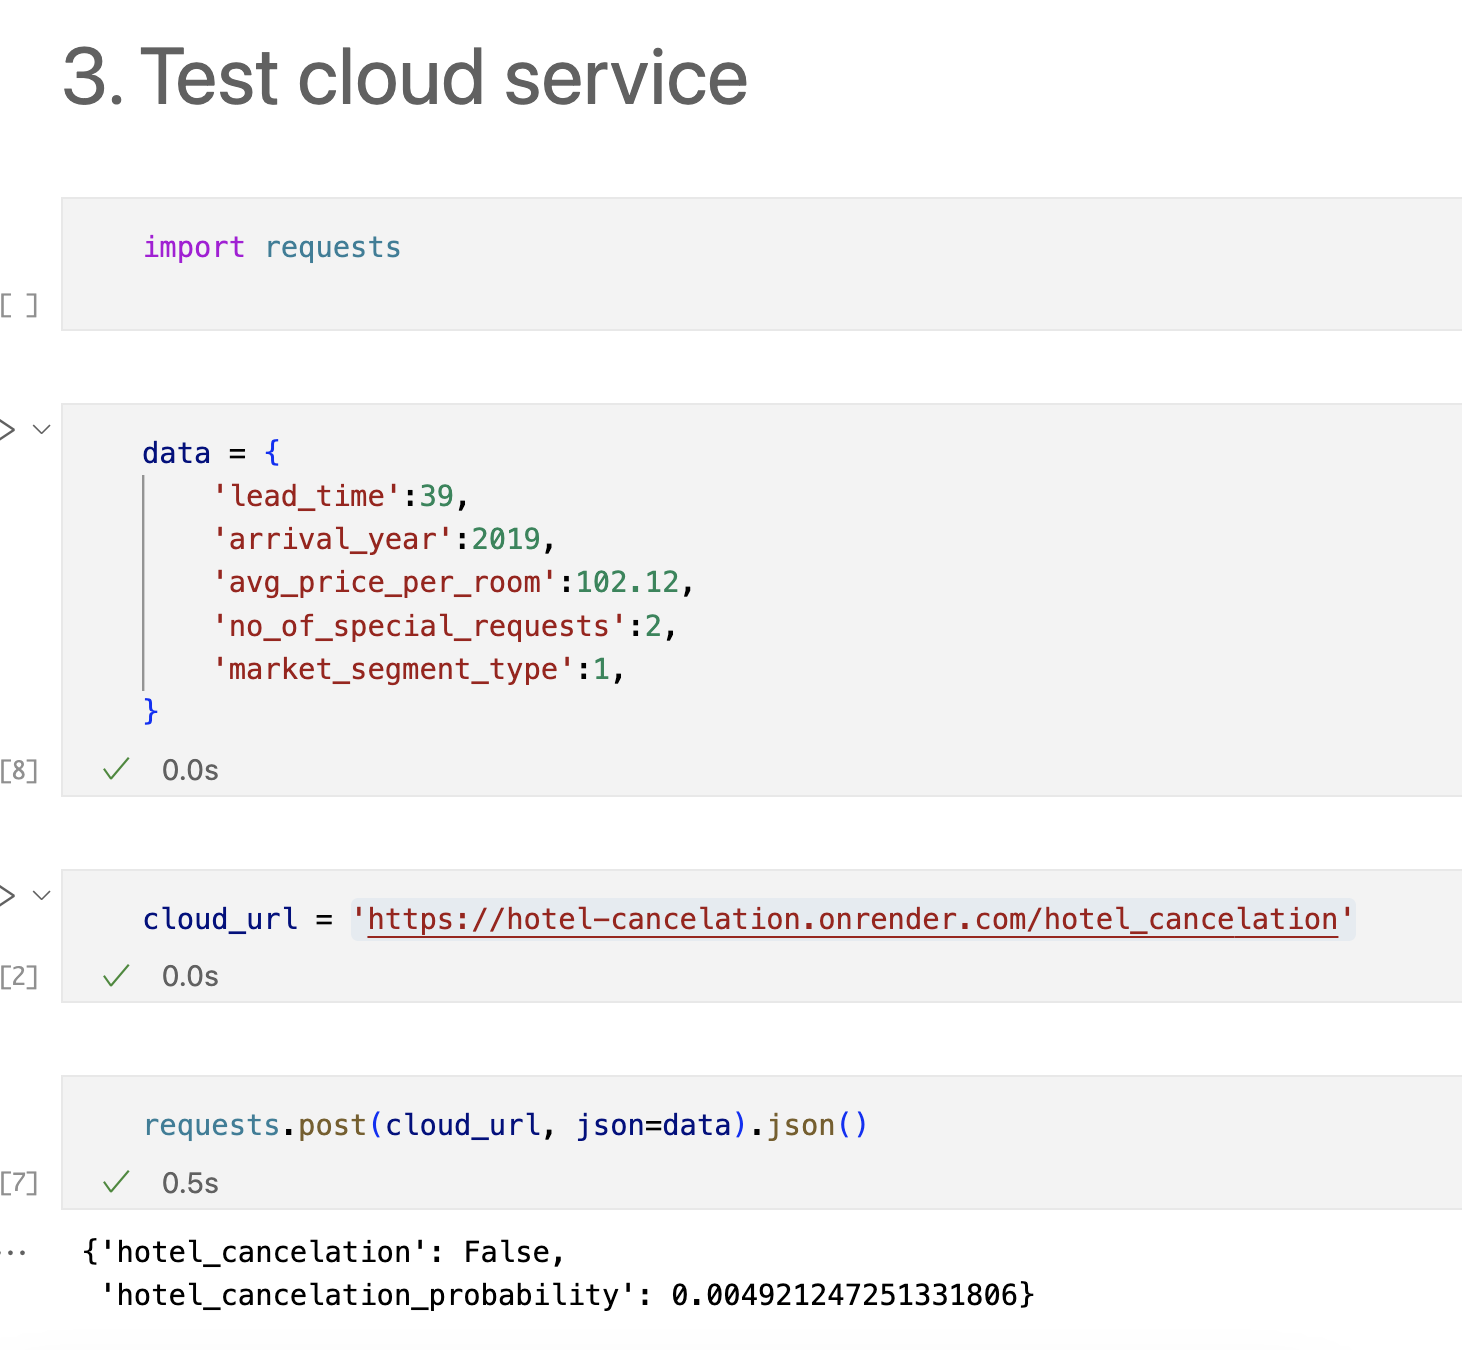 3. Test cloud service
import requests
[ ]
data = {
'lead_time':39,
'arrival_year':2019,
'avg_price_per_room':102.12,
'no_of_special_requests':2,
'market_segment_type':1,
}
[8] 0.0s
cloud_url = 'https://hotel-cancelation.onrender.com/hotel_cancelation'
[2] 0.0s
requests.post(cloud_url, json=data).json()
[7] 0.5s
... {'hotel_cancelation': False,
'hotel_cancelation_probability': 0.004921247251331806}